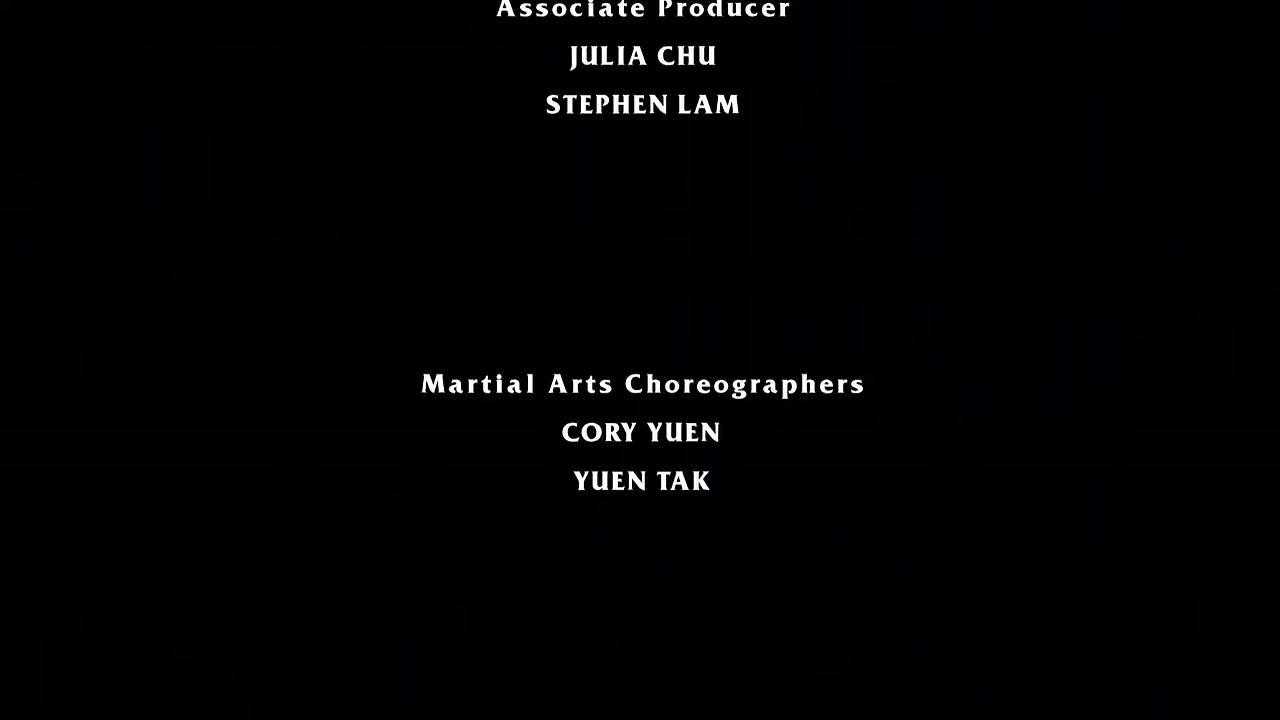 Associate Producer
JULIA CHU
STEPHEN LAM
Martial Arts Choreographers
CORY YUEN
YUEN TAK